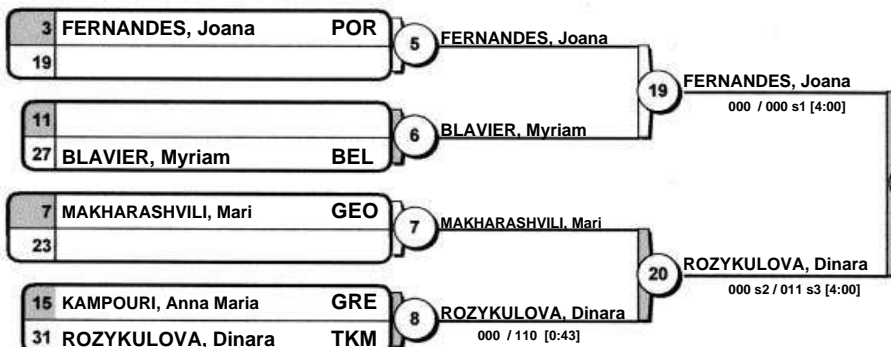 3 FERNANDES, Joana POR
19
5 FERNANDES, Joana
11
27 BLAVIER, Myriam BEL
6 BLAVIER, Myriam
19 FERNANDES, Joana
000 / 000 s1 [4:00]
7 MAKHARASHVILI, Mari GEO
23
7 MAKHARASHVILI, Mari
15 KAMPOURI, Anna Maria GRE
31 ROZYKULOVA, Dinara TKM
8 ROZYKULOVA, Dinara
000 / 110 [0:43]
20 ROZYKULOVA, Dinara
000 s2 / 011 s3 [4:00]